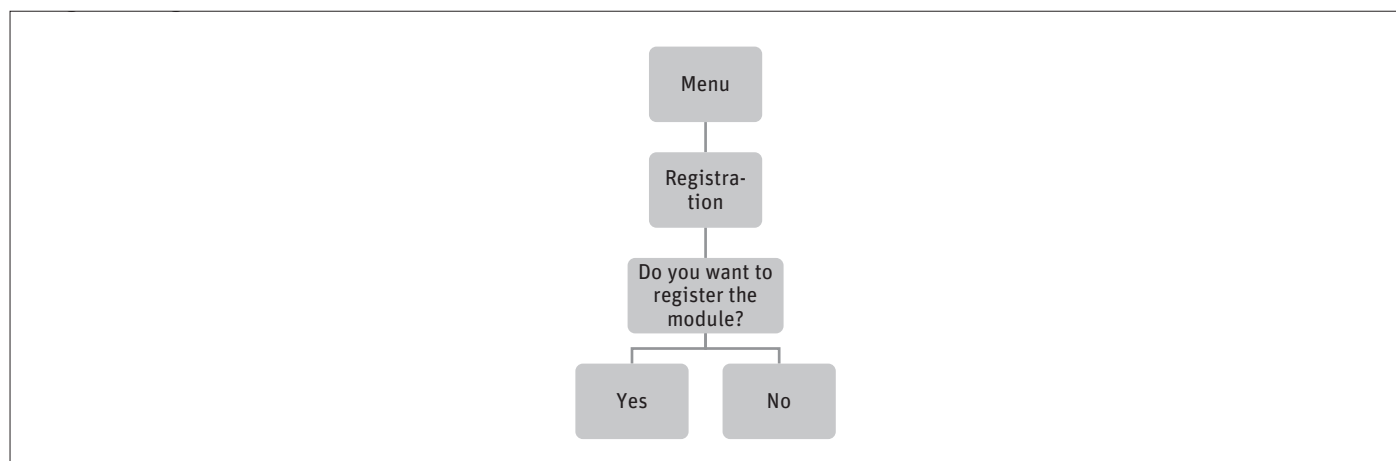 Menu
Registra-
tion
Do you want to
register the
module?
Yes
No